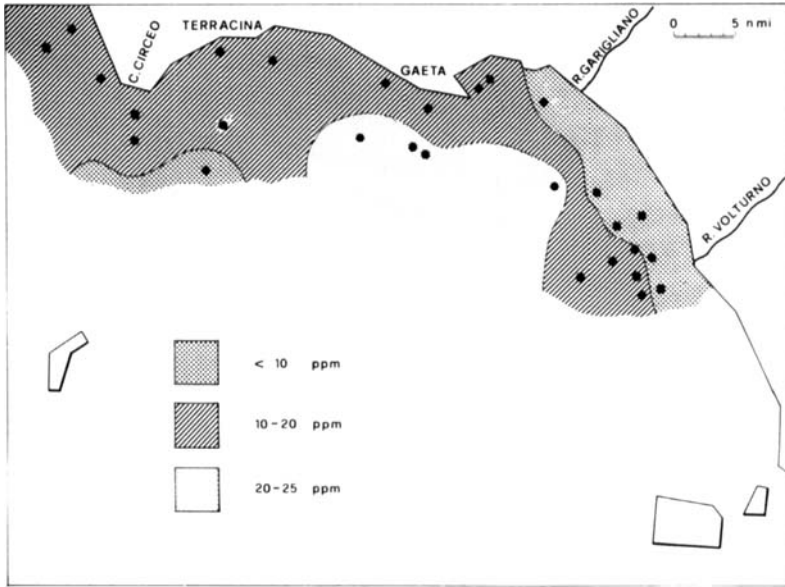 C. CIRCEO
TERRACINA
GAETA
R. GARIGLIANO
0 5 n mi
R. VOLTURNO
< 10 ppm
10-20 ppm
20-25 ppm